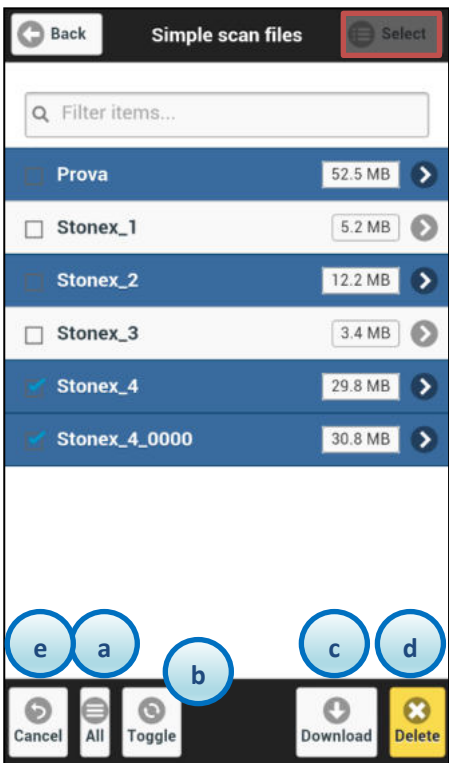 Back Simple scan files Select
Filter items...
Prova 52.5 MB
Stonex_1 5.2 MB
Stonex_2 12.2 MB
Stonex_3 3.4 MB
Stonex_4 29.8 MB
Stonex_4_0000 30.8 MB
e a b c d
Cancel All Toggle Download Delete